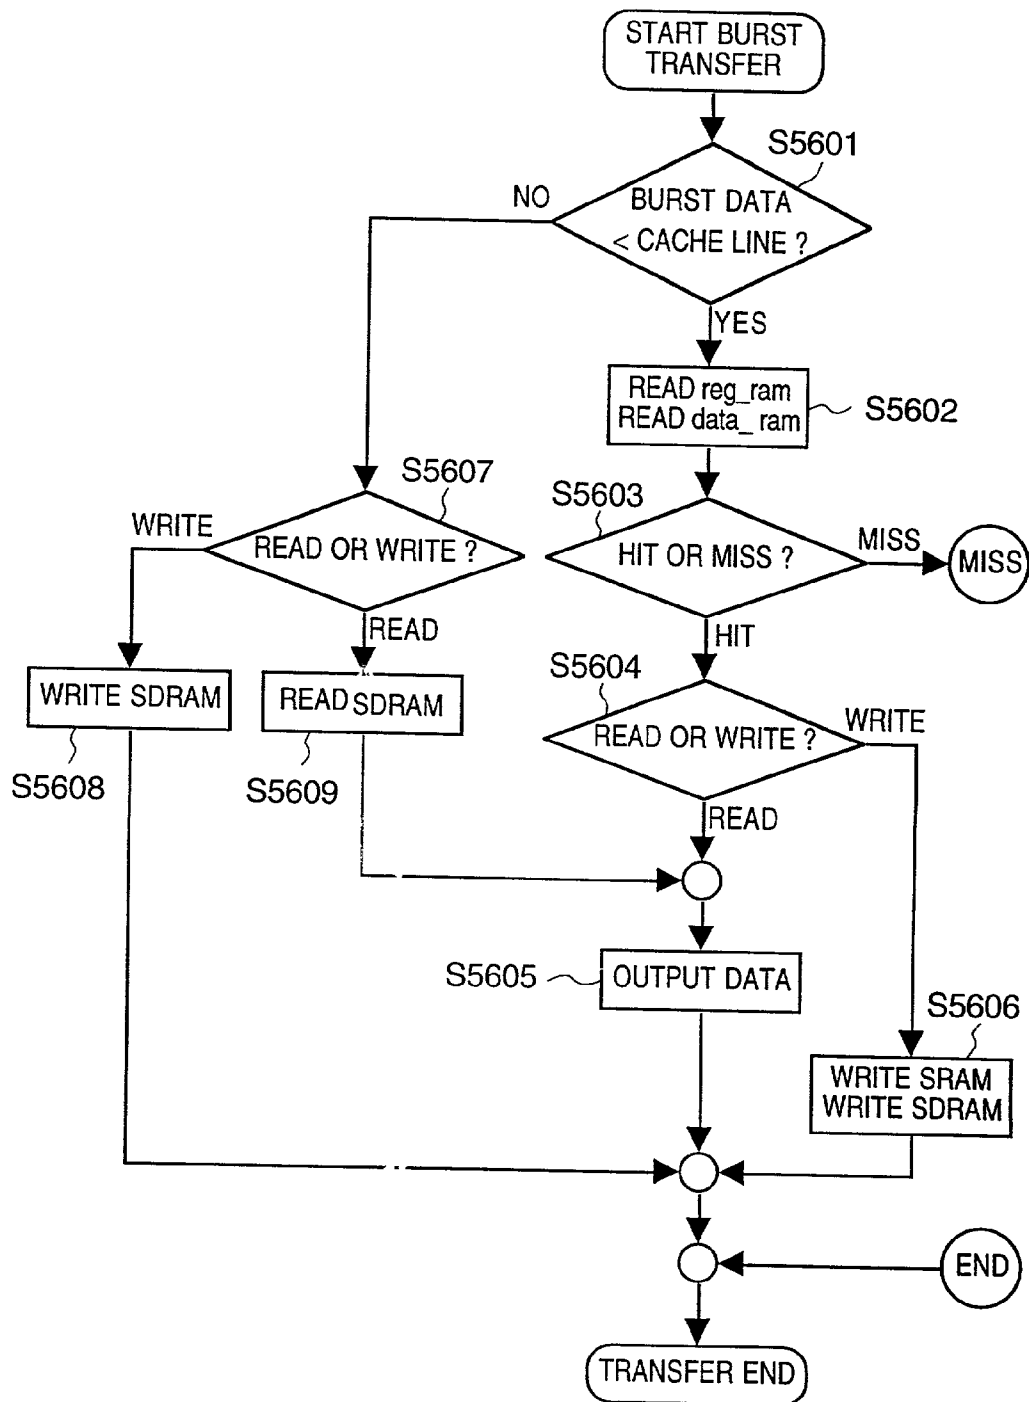 START BURST
TRANSFER
S5601
NO
BURST DATA
< CACHE LINE ?
YES
READ reg_ram
READ data_ ram
S5602
S5607
S5603
WRITE
READ OR WRITE ?
HIT OR MISS ?
MISS
MISS
READ
HIT
S5604
WRITE SDRAM
READ SDRAM
READ OR WRITE ?
WRITE
S5608
S5609
READ
S5605
OUTPUT DATA
S5606
WRITE SRAM
WRITE SDRAM
END
TRANSFER END